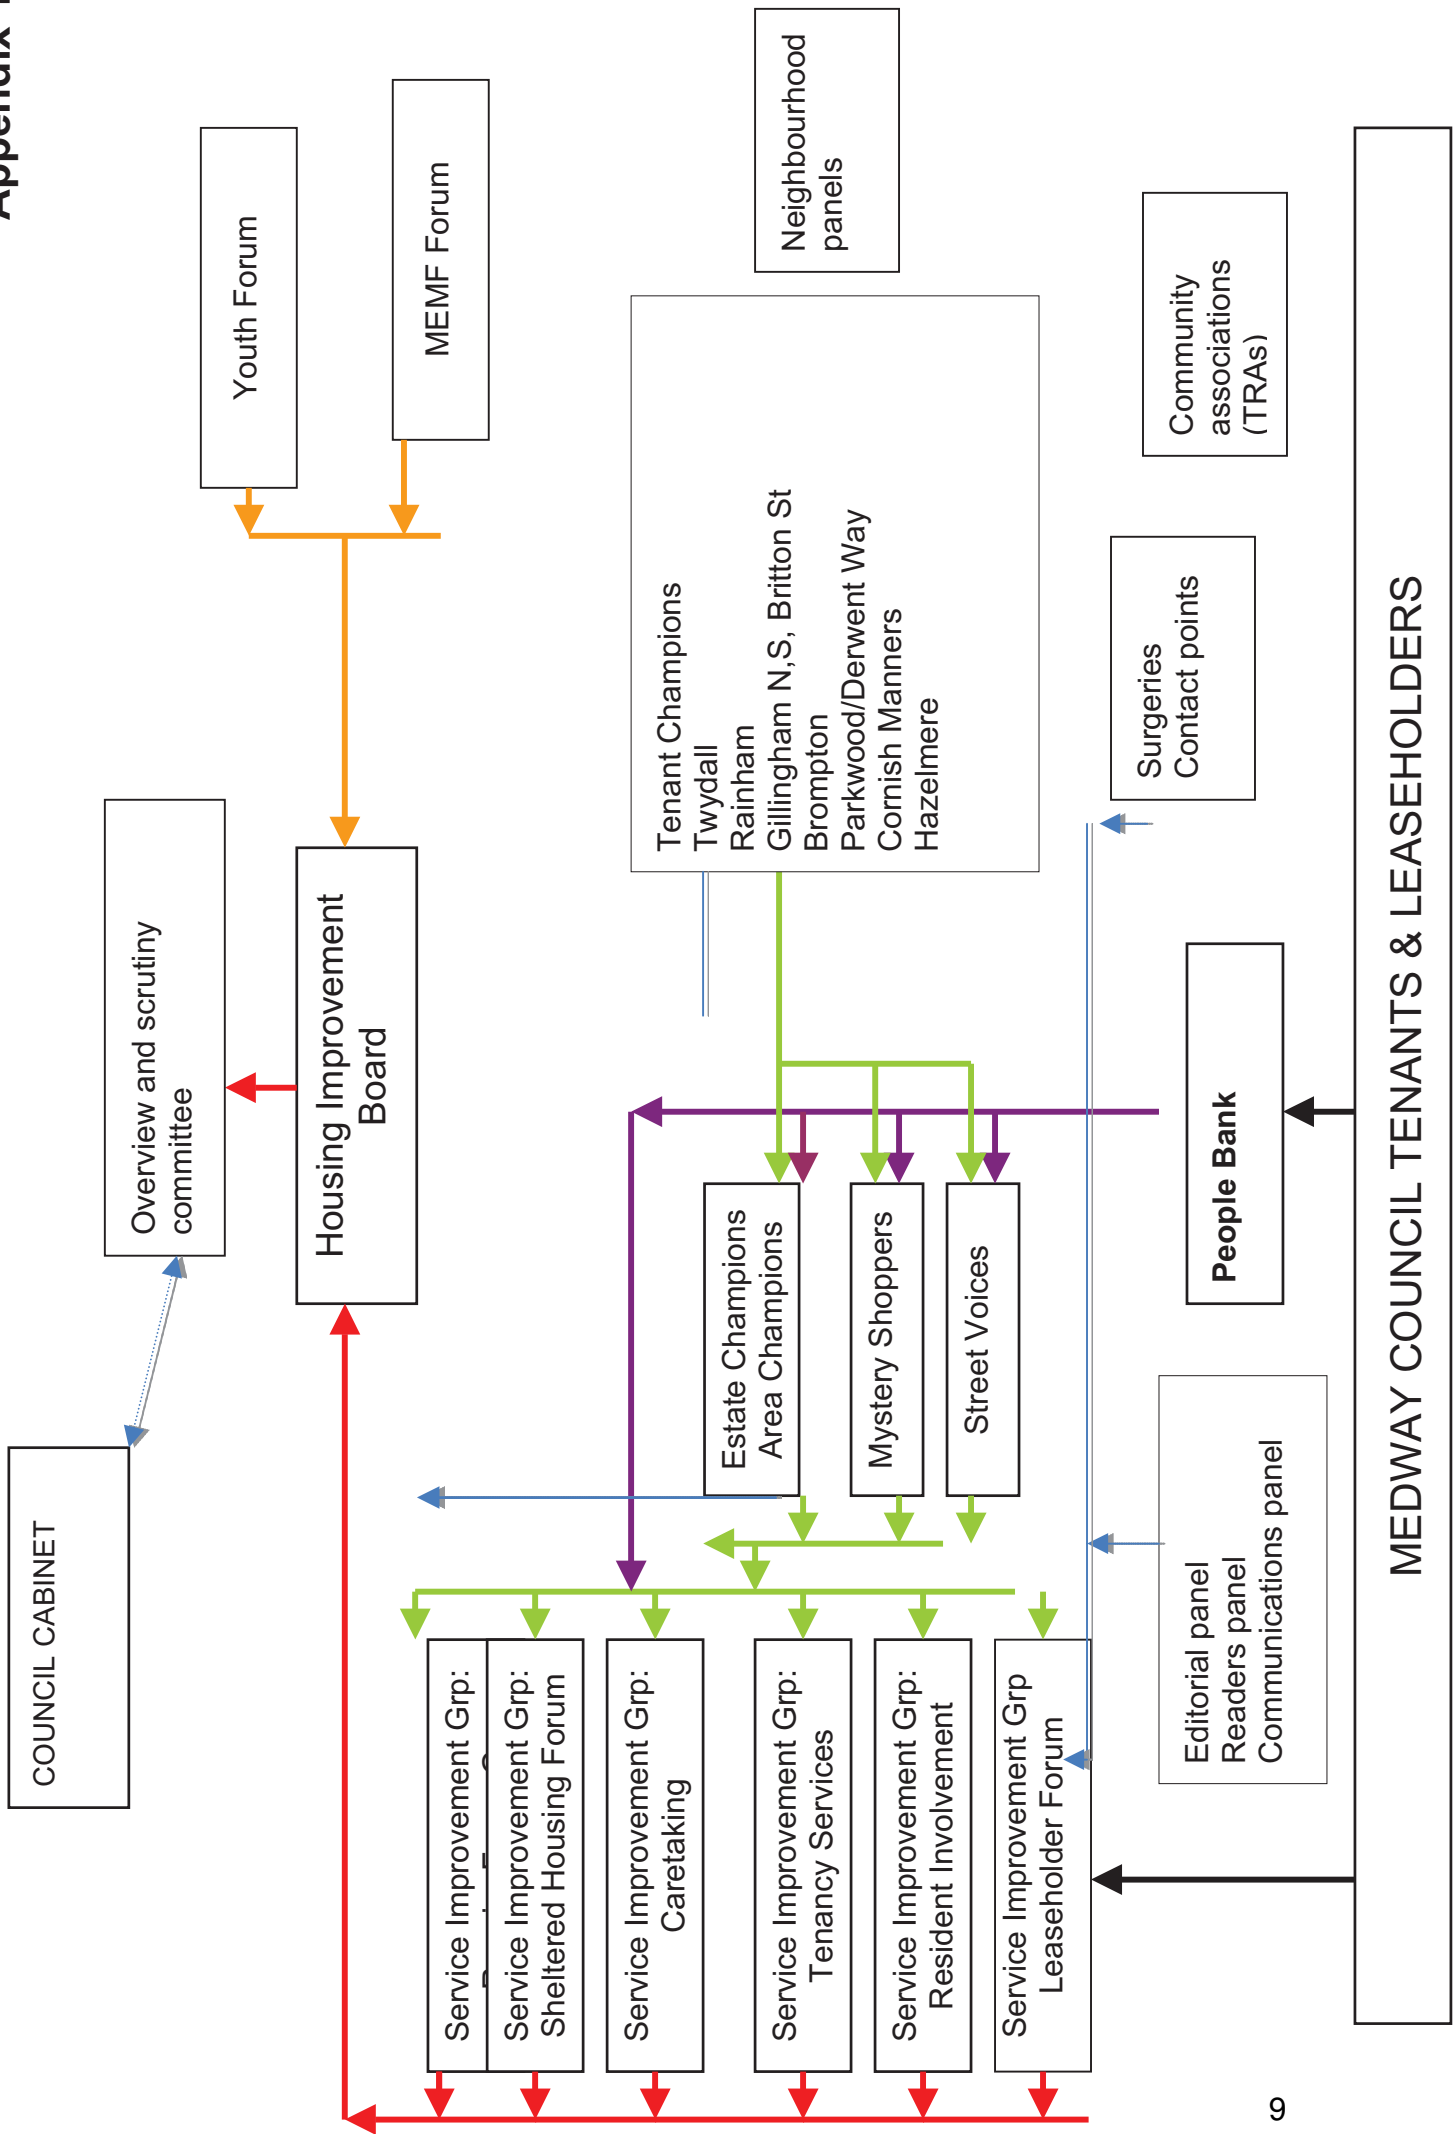 Appendix
COUNCIL CABINET
Overview and scrutiny
committee
Youth Forum
Housing Improvement
Board
MEMF Forum
Service Improvement Grp:
Service Improvement Grp:
Sheltered Housing Forum
Service Improvement Grp:
Caretaking
Service Improvement Grp:
Tenancy Services
Service Improvement Grp:
Resident Involvement
Service Improvement Grp
Leaseholder Forum
Estate Champions
Area Champions
Mystery Shoppers
Street Voices
Tenant Champions
Twydall
Rainham
Gillingham N,S, Britton St
Brompton
Parkwood/Derwent Way
Cornish Manners
Hazelmere
Neighbourhood
panels
Editorial panel
Readers panel
Communications panel
People Bank
Surgeries
Contact points
Community
associations
(TRAs)
MEDWAY COUNCIL TENANTS & LEASEHOLDERS
9